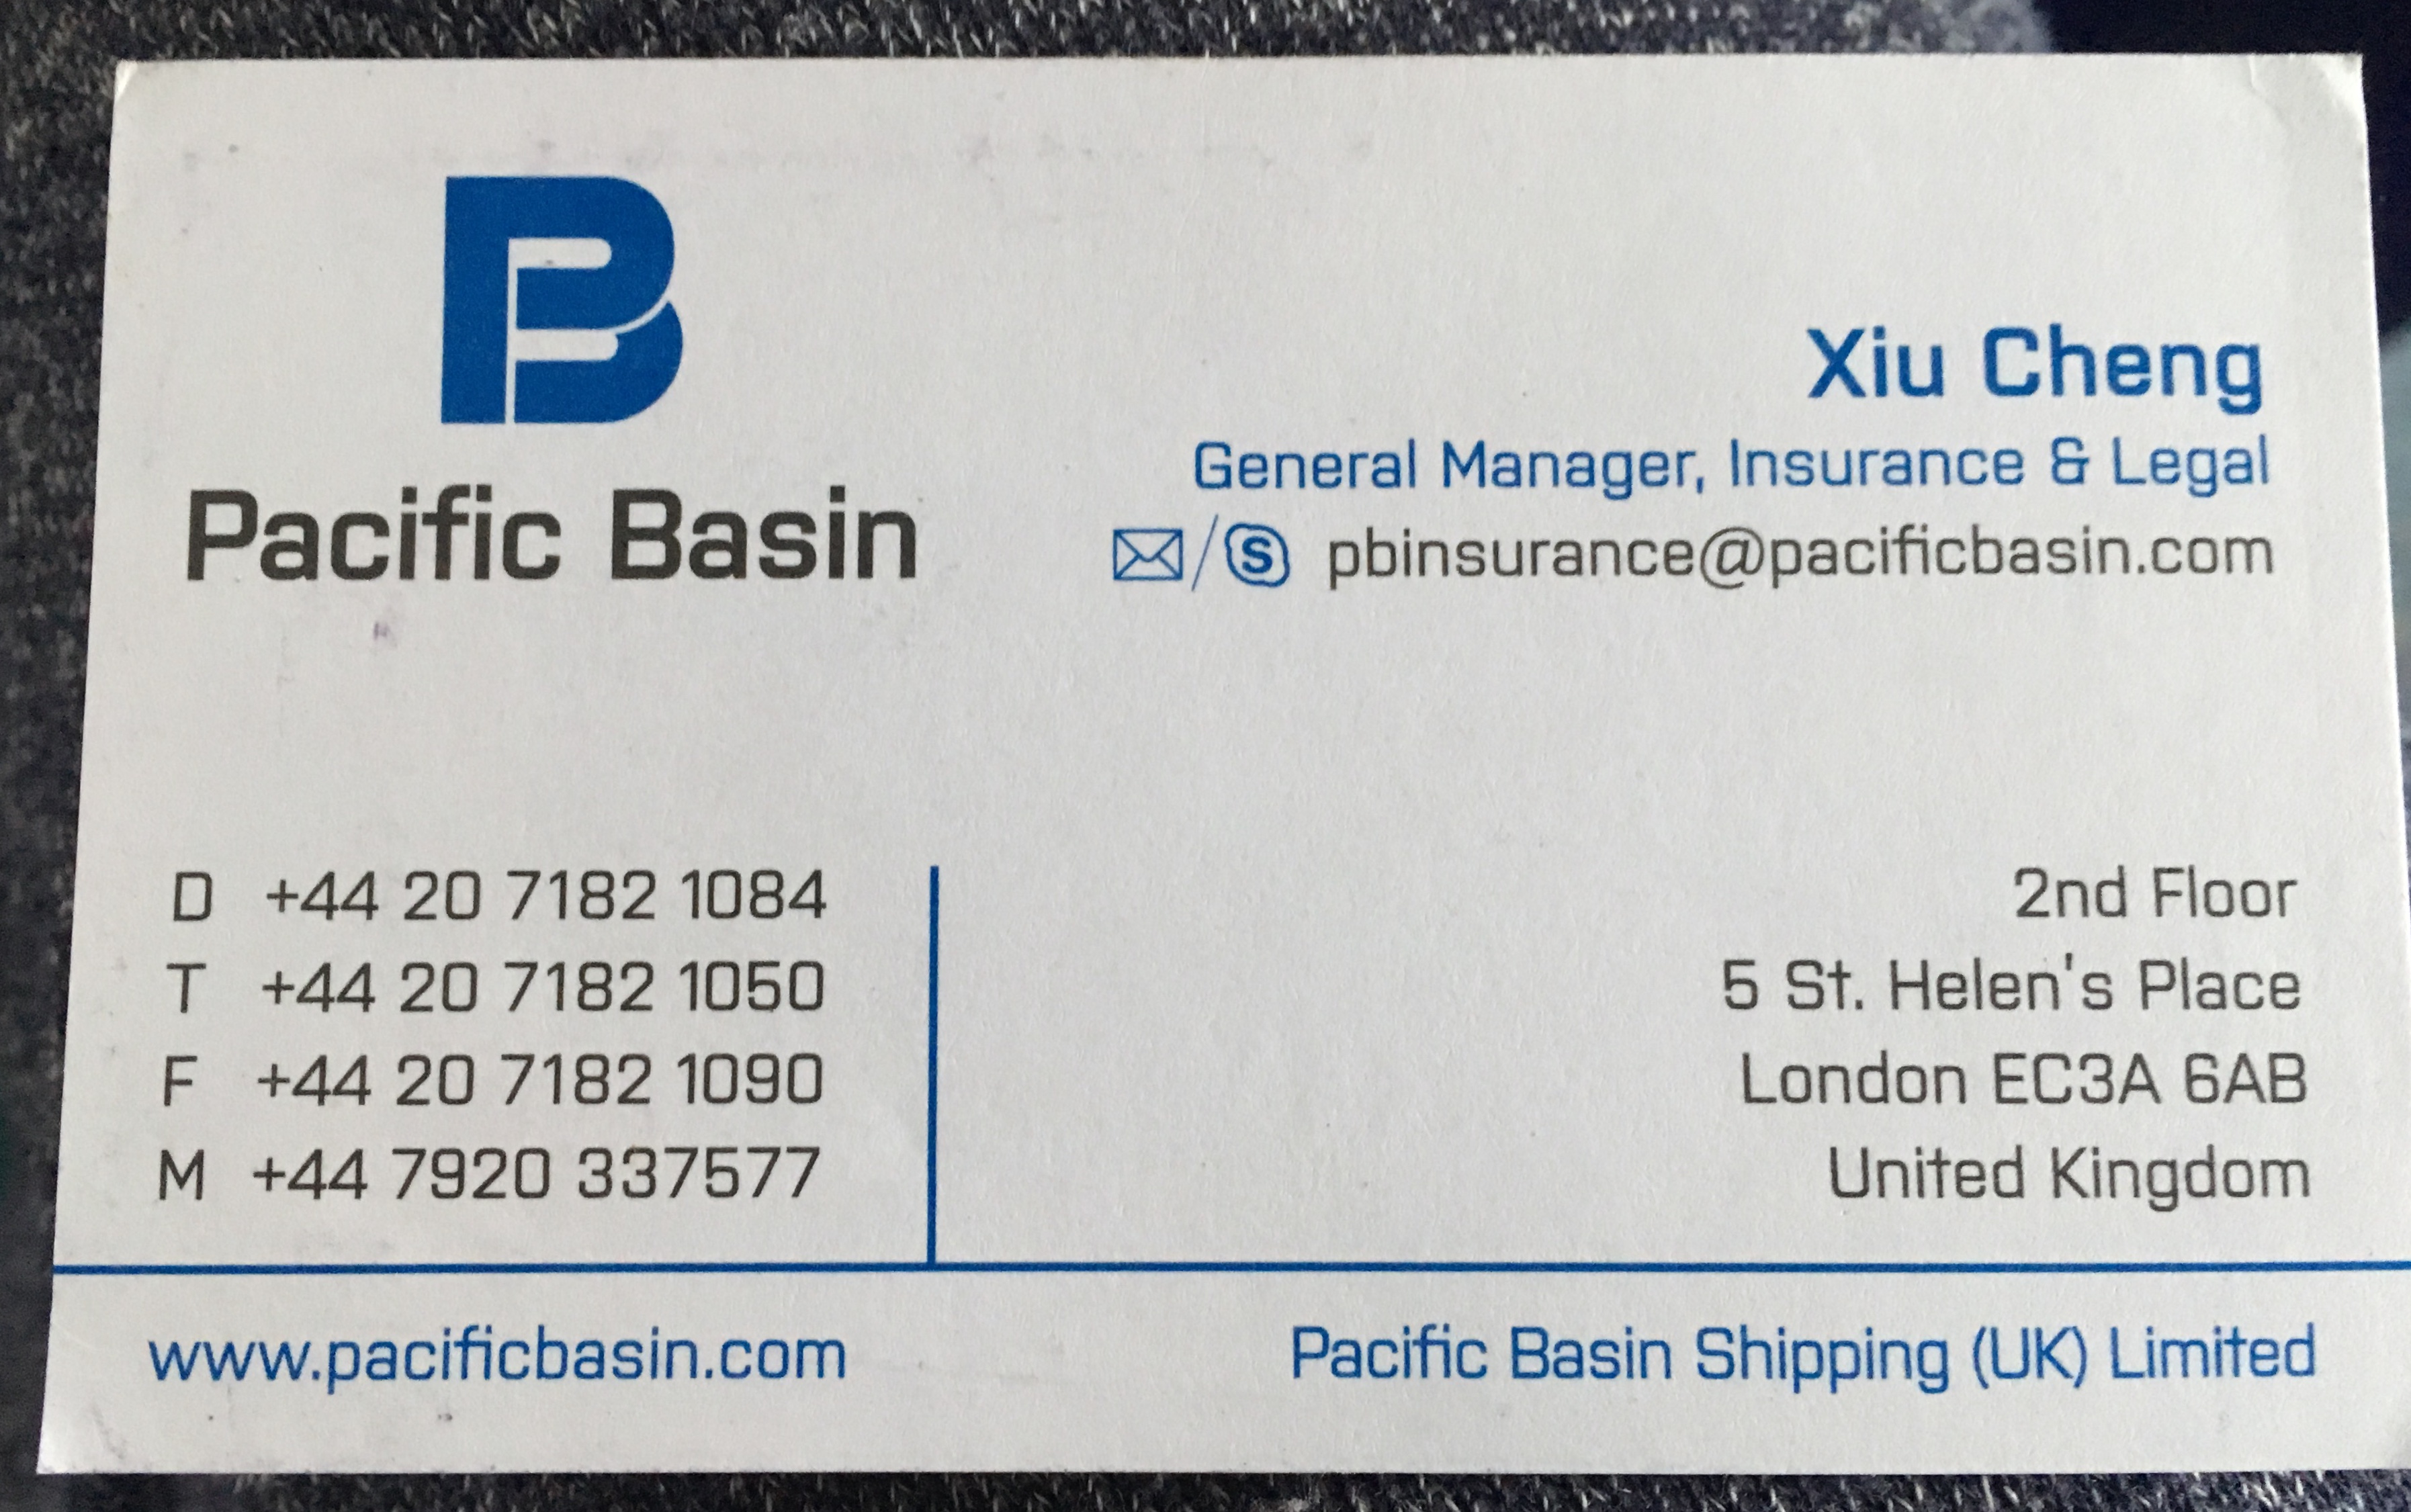 Pacific Basin
Xiu Cheng
General Manager, Insurance & Legal
pbinsurance@pacificbasin.com
D +44 20 7182 1084
T +44 20 7182 1050
F +44 20 7182 1090
M +44 7920 337577
2nd Floor
5 St. Helen's Place
London EC3A 6AB
United Kingdom
www.pacificbasin.com
Pacific Basin Shipping (UK) Limited